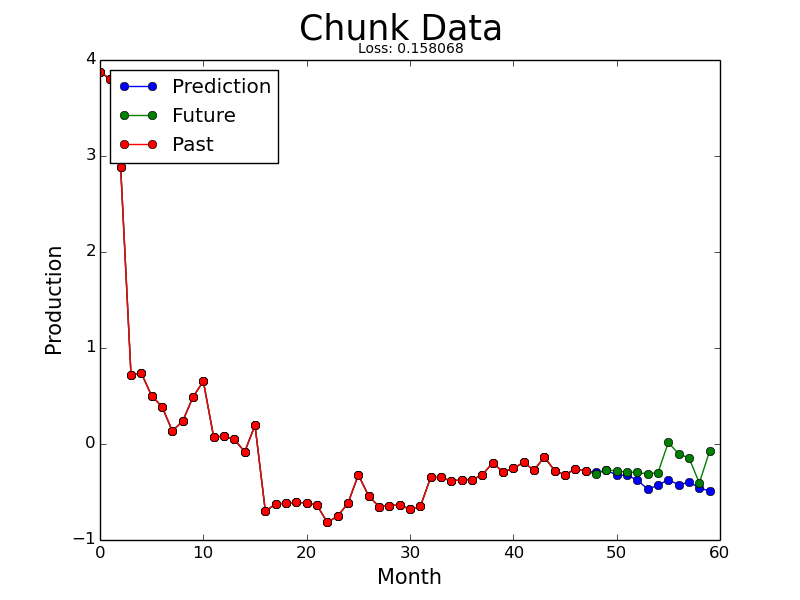 Chunk Data
Loss: 0.158068
Prediction
Future
Past
Production
4
3
2
1
0
−1
0 10 20 30 40 50 60
Month